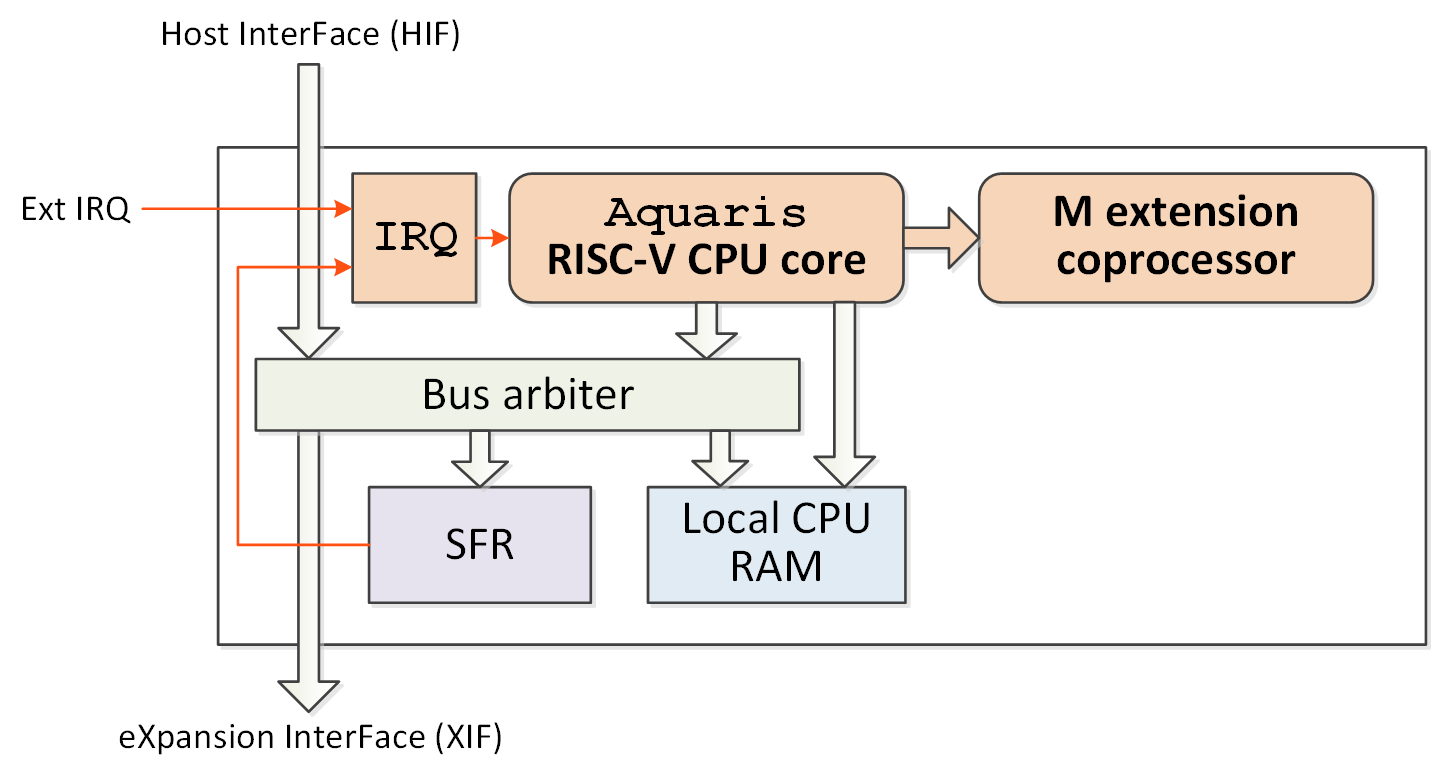 Host InterFace (HIF)
Ext IRQ
IRQ
Aquaris
RISC-V CPU core
M extension
coprocessor
Bus arbiter
SFR
Local CPU
RAM
eXpansion InterFace (XIF)